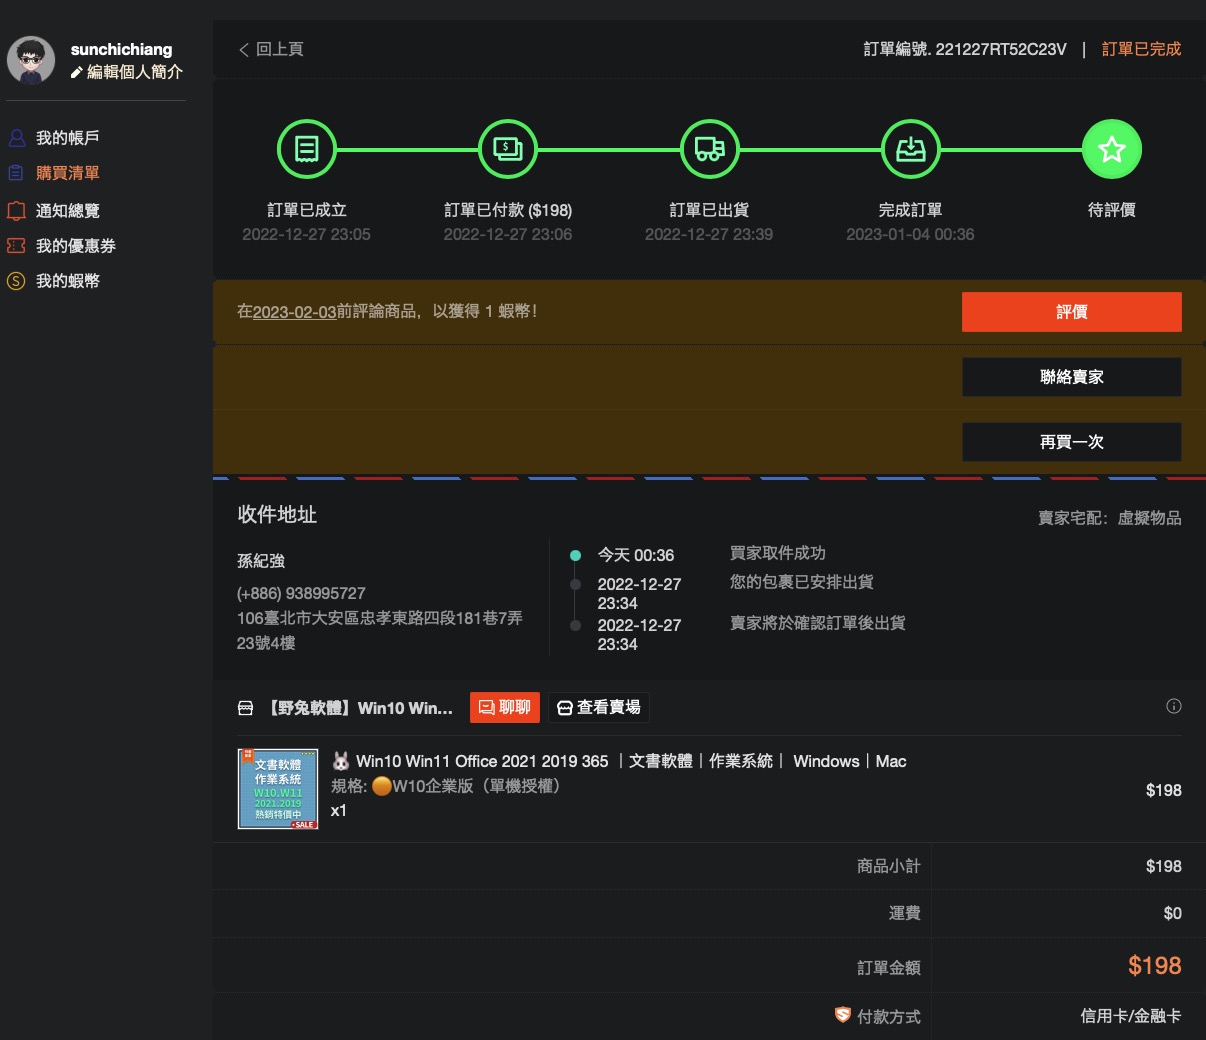 sunchichiang
編輯個人簡介
我的帳戶
購買清單
通知總覽
我的優惠券
我的蝦幣
回上頁
訂單編號. 221227RT52C23V | 訂單已完成
訂單已成立
2022-12-27 23:05
訂單已付款 ($198)
2022-12-27 23:06
訂單已出貨
2022-12-27 23:39
完成訂單
2023-01-04 00:36
待評價
在2023-02-03前評論商品，以獲得 1 蝦幣！
評價
聯絡賣家
再買一次
收件地址
賣家宅配：虛擬物品
孫紀強
(+886) 938995727
106臺北市大安區忠孝東路四段181巷7弄
23號4樓
今天 00:36 買家取件成功
2022-12-27 23:34 您的包裹已安排出貨
2022-12-27 23:34 賣家將於確認訂單後出貨
【野兔軟體】Win10 Win...
聊聊
查看賣場
文書軟體
作業系統
W10.W11
2021.2019
熱銷特價中
SALE
Win10 Win11 Office 2021 2019 365 ｜文書軟體｜作業系統｜ Windows｜Mac
規格: W10企業版（單機授權）
x1
$198
商品小計 $198
運費 $0
訂單金額 $198
付款方式 信用卡/金融卡